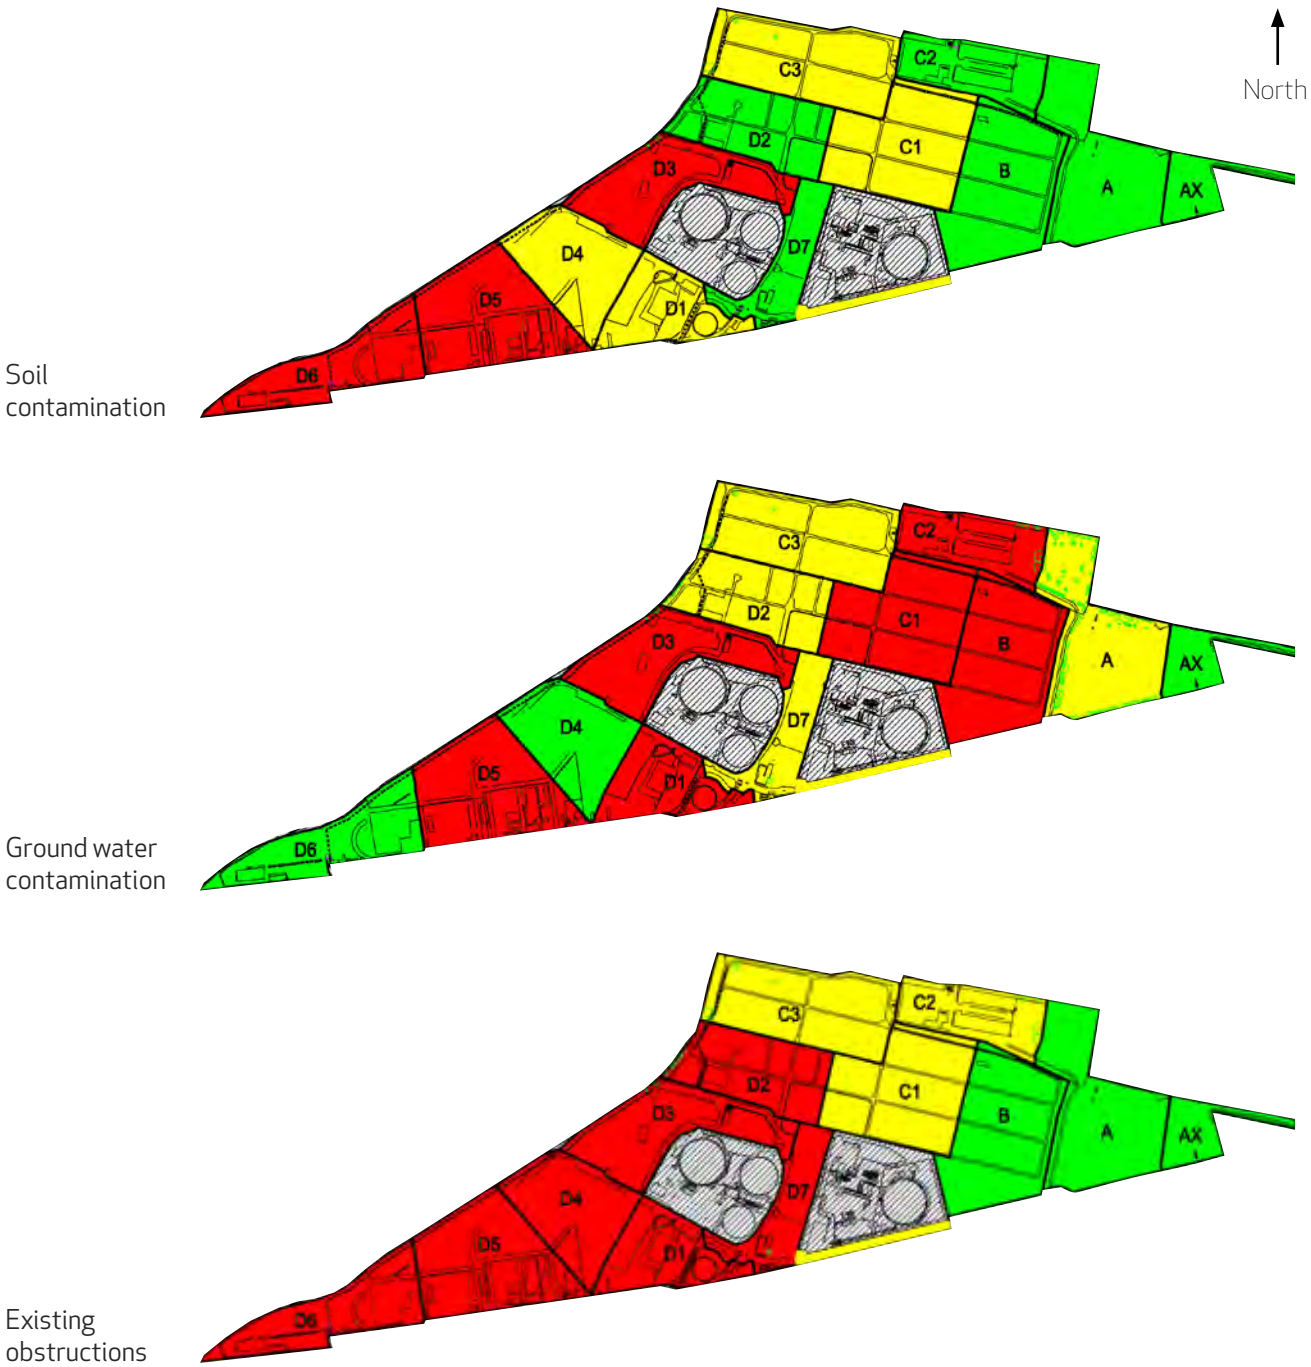 North
C2
C3
D2
C1
B
D3
A
AX
D7
D4
D5
D1
D6
Soil
contamination
C2
C3
D2
C1
B
D3
A
AX
D7
D4
D5
D1
D6
Ground water
contamination
C2
C3
D2
C1
B
D3
A
AX
D7
D4
D5
D1
D6
Existing
obstructions